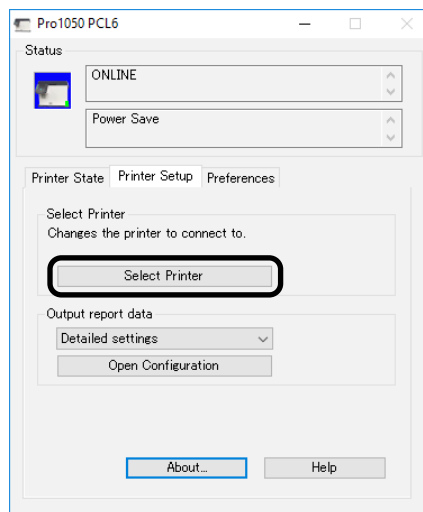 Pro1050 PCL6
Status
ONLINE
Power Save
Printer State Printer Setup Preferences
Select Printer
Changes the printer to connect to.
Select Printer
Output report data
Detailed settings
Open Configuration
About... Help